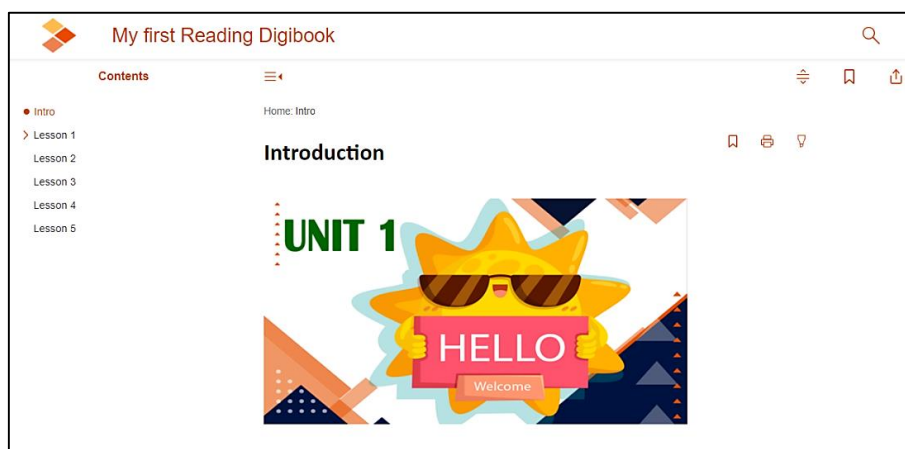 My first Reading Digibook
Contents
Intro
Lesson 1
Lesson 2
Lesson 3
Lesson 4
Lesson 5
Home: Intro
Introduction
UNIT 1
HELLO
Welcome